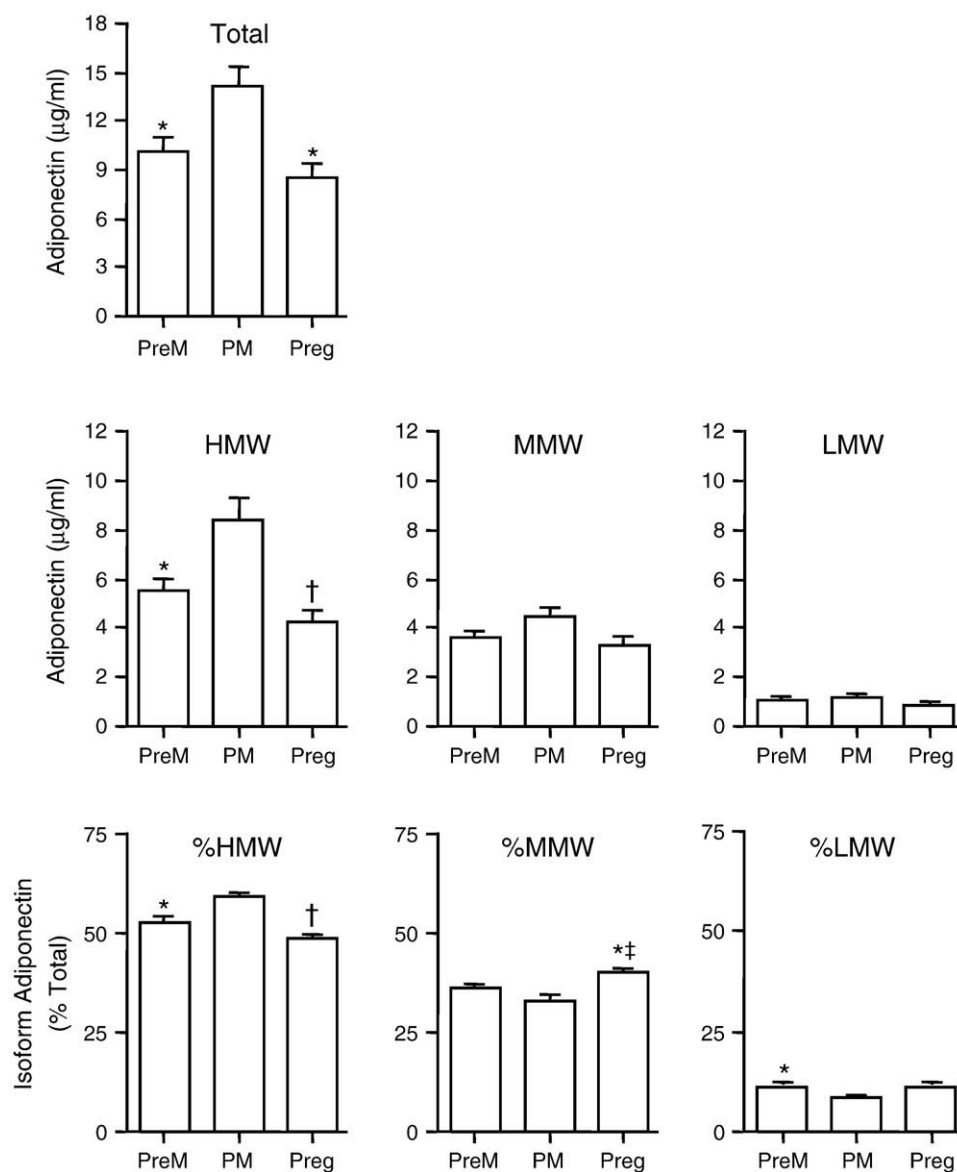 Total
Adiponectin (µg/ml)
18
15
12
9
6
3
0
*
*
PreM PM Preg
HMW
Adiponectin (µg/ml)
12
10
8
6
4
2
0
*
†
PreM PM Preg
MMW
12
10
8
6
4
2
0
PreM PM Preg
LMW
12
10
8
6
4
2
0
PreM PM Preg
%HMW
Isoform Adiponectin
(% Total)
75
50
25
0
*
†
PreM PM Preg
%MMW
75
50
25
0
*‡
PreM PM Preg
%LMW
75
50
25
0
*
PreM PM Preg